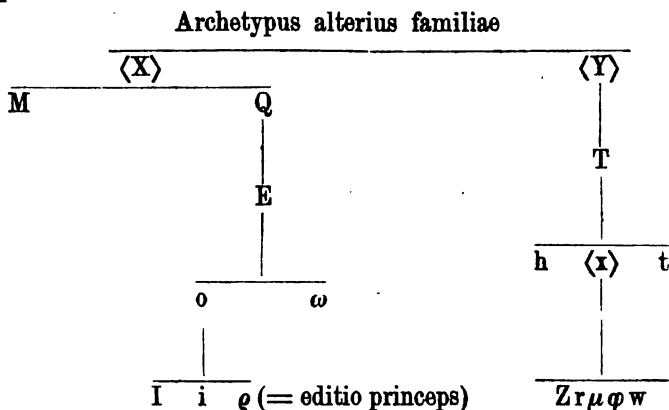 Archetypus alterius familiae
⟨X⟩ ⟨Y⟩
M Q
T
E
h ⟨x⟩ t
o ω
I i ϱ (= editio princeps) Z r μ φ w